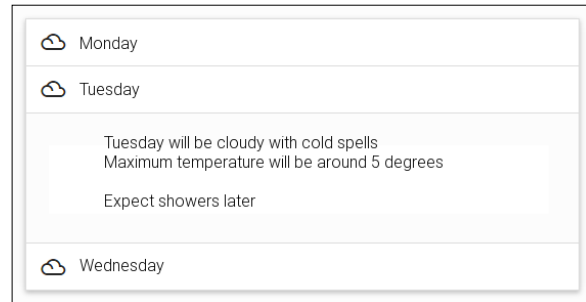 Monday
Tuesday
Tuesday will be cloudy with cold spells
Maximum temperature will be around 5 degrees
Expect showers later
Wednesday